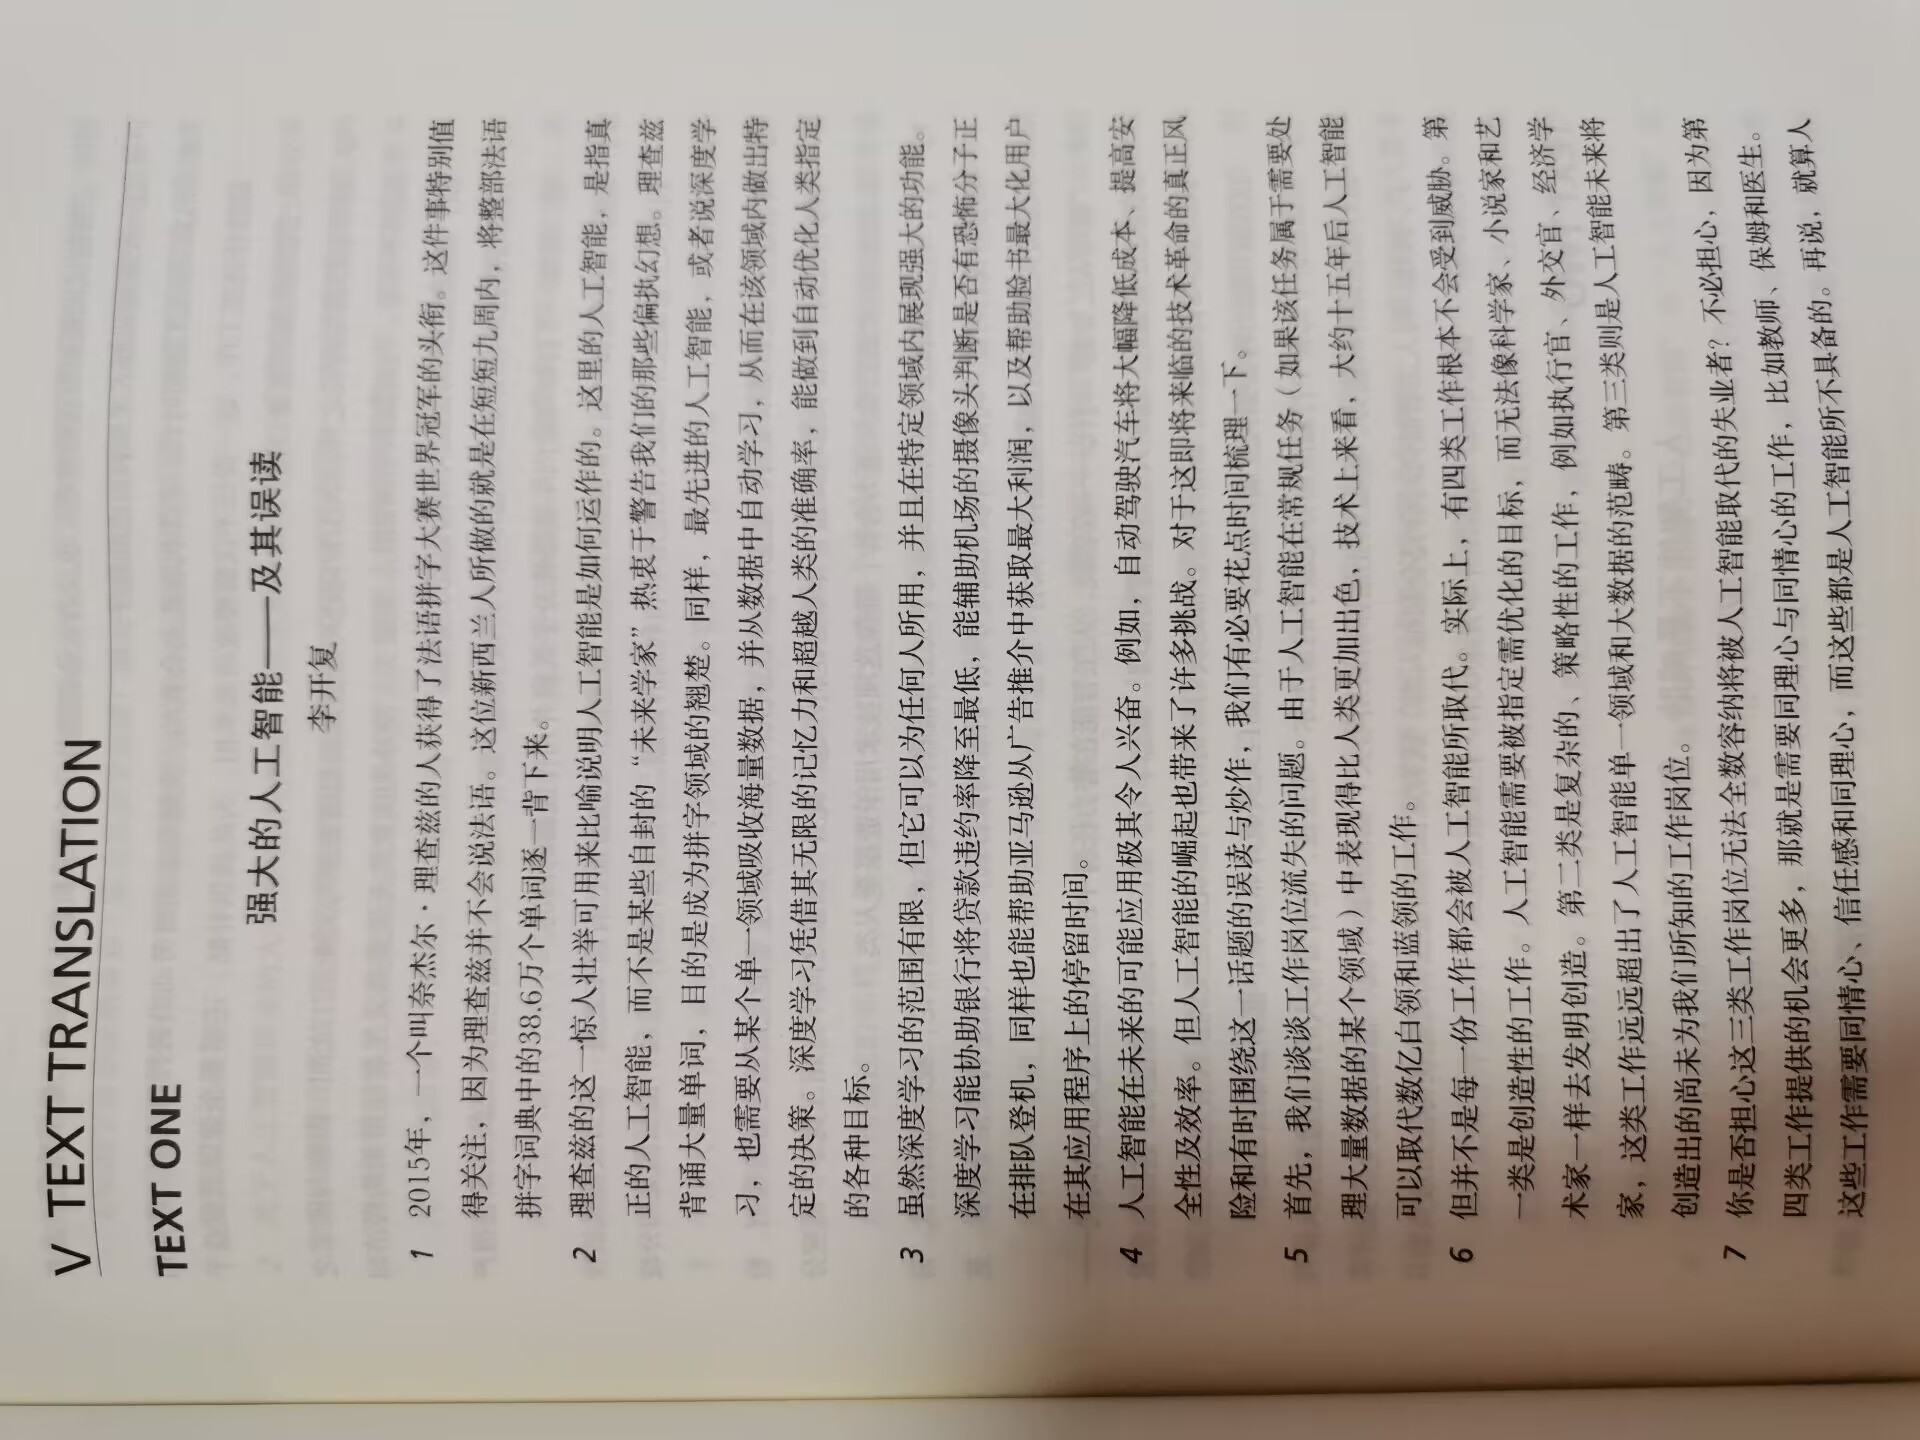 V TEXT TRANSLATION
TEXT ONE
强大的人工智能——及其误读
李开复
1 2015年，一个叫奈杰尔·理查兹的人获得了法语拼字大赛世界冠军的头衔。这件事特别值
得关注，因为理查兹并不会说法语。这位新西兰人所做的就是在短短九周内，将整部法语
拼字词典中的38.6万个单词逐一背下来。
2 理查兹的这一惊人壮举可用来比喻说明人工智能是如何运作的。这里的人工智能，是指真
正的人工智能，而不是某些自封的“未来学家”热衷于警告我们的那些偏执幻想。理查兹
背诵大量单词，目的是成为拼字领域的翘楚。同样，最先进的人工智能，或者说深度学
习，也需要从某个单一领域吸收海量数据，并从数据中自动学习，从而在该领域内做出特
定的决策。深度学习凭借其无限的记忆力和超越人类的准确率，能做到自动优化人类指定
的各种目标。
3 虽然深度学习的范围有限，但它可以为任何人所用，并且在特定领域内展现强大的功能。
深度学习能协助银行将贷款违约率降至最低，能辅助机场的摄像头判断是否有恐怖分子正
在排队登机，同样也能帮助亚马逊从广告推介中获取最大利润，以及帮助脸书最大化用户
在其应用程序上的停留时间。
4 人工智能在未来的可能应用极其令人兴奋。例如，自动驾驶汽车将大幅降低成本、提高安
全性及效率。但人工智能的崛起也带来了许多挑战。对于这即将来临的技术革命的真正风
险和有时围绕这一话题的误读与炒作，我们有必要花点时间梳理一下。
5 首先，我们谈谈工作岗位流失的问题。由于人工智能在常规任务（如果该任务属于需要处
理大量数据的某个领域）中表现得比人类更加出色，技术上来看，大约十五年后人工智能
可以取代数亿白领和蓝领的工作。
6 但并不是每一份工作都会被人工智能所取代。实际上，有四类工作根本不会受到威胁。第
一类是创造性的工作。人工智能需要被指定需优化的目标，而无法像科学家、小说家和艺
术家一样去发明创造。第二类是复杂的、策略性的工作，例如执行官、外交官、经济学
家，这类工作远远超出了人工智能单一领域和大数据的范畴。第三类则是人工智能未来将
创造出的尚未为我们所知的工作岗位。
7 你是否担心这三类工作岗位无法全数容纳将被人工智能取代的失业者？不必担心，因为第
四类工作提供的机会更多，那就是需要同理心与同情心的工作，比如教师、保姆和医生。
这些工作需要同情心、信任感和同理心，而这些都是人工智能所不具备的。再说，就算人